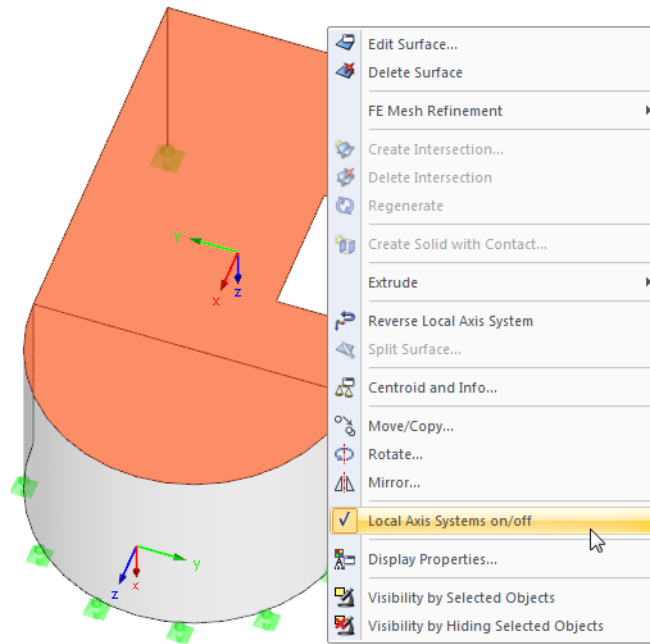 Edit Surface...
Delete Surface
FE Mesh Refinement
Create Intersection...
Delete Intersection
Regenerate
Create Solid with Contact...
Extrude
Reverse Local Axis System
Split Surface...
Centroid and Info...
Move/Copy...
Rotate...
Mirror...
Local Axis Systems on/off
Display Properties...
Visibility by Selected Objects
Visibility by Hiding Selected Objects
Y
x
z
y
z
x